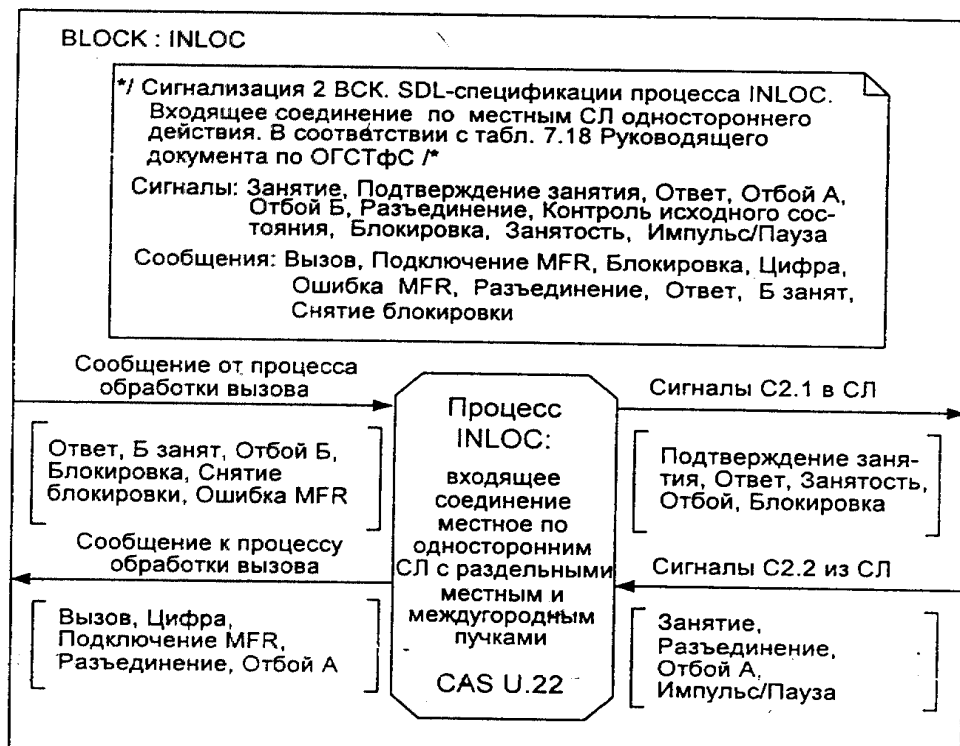 BLOCK : INLOC
*/ Сигнализация 2 ВСК. SDL-спецификации процесса INLOC.
Входящее соединение по местным СЛ одностороннего
действия. В соответствии с табл. 7.18 Руководящего
документа по ОГСТфС /*
Сигналы: Занятие, Подтверждение занятия, Ответ, Отбой А,
Отбой Б, Разъединение, Контроль исходного сос-
тояния, Блокировка, Занятость, Импульс/Пауза
Сообщения: Вызов, Подключение MFR, Блокировка, Цифра,
Ошибка MFR, Разъединение, Ответ, Б занят,
Снятие блокировки
Сообщение от процесса
обработки вызова
Ответ, Б занят, Отбой Б,
Блокировка, Снятие
блокировки, Ошибка MFR
Сообщение к процессу
обработки вызова
Вызов, Цифра,
Подключение MFR,
Разъединение, Отбой А
Процесс
INLOC:
входящее
соединение
местное по
односторонним
СЛ с раздельными
местным и
междугородным
пучками
CAS U.22
Сигналы С2.1 в СЛ
Подтверждение заня-
тия, Ответ, Занятость,
Отбой, Блокировка
Сигналы С2.2 из СЛ
Занятие,
Разъединение,
Отбой А,
Импульс/Пауза